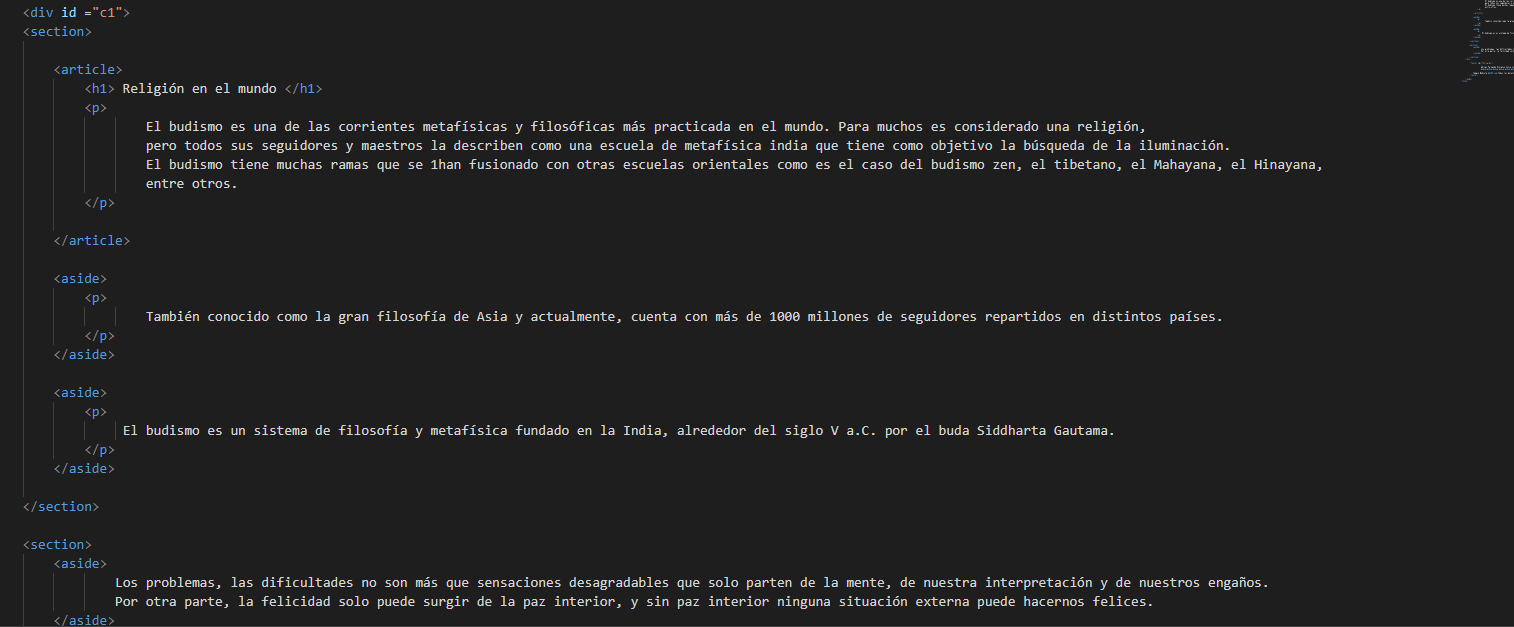 <div id ="c1">
<section>
<article>
<h1> Religión en el mundo </h1>
<p>
El budismo es una de las corrientes metafísicas y filosóficas más practicada en el mundo. Para muchos es considerado una religión,
pero todos sus seguidores y maestros la describen como una escuela de metafísica india que tiene como objetivo la búsqueda de la iluminación.
El budismo tiene muchas ramas que se 1han fusionado con otras escuelas orientales como es el caso del budismo zen, el tibetano, el Mahayana, el Hinayana,
entre otros.
</p>
</article>
<aside>
<p>
También conocido como la gran filosofía de Asia y actualmente, cuenta con más de 1000 millones de seguidores repartidos en distintos países.
</p>
</aside>
<aside>
<p>
El budismo es un sistema de filosofía y metafísica fundado en la India, alrededor del siglo V a.C. por el buda Siddharta Gautama.
</p>
</aside>
</section>
<section>
<aside>
Los problemas, las dificultades no son más que sensaciones desagradables que solo parten de la mente, de nuestra interpretación y de nuestros engaños.
Por otra parte, la felicidad solo puede surgir de la paz interior, y sin paz interior ninguna situación externa puede hacernos felices.
</aside>